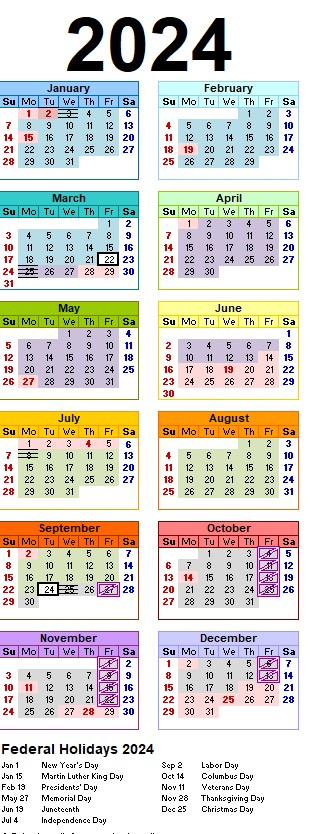 2024
January
Su Mo Tu We Th Fr Sa
1 2 3 4 5 6
7 8 9 10 11 12 13
14 15 16 17 18 19 20
21 22 23 24 25 26 27
28 29 30 31
February
Su Mo Tu We Th Fr Sa
1 2 3
4 5 6 7 8 9 10
11 12 13 14 15 16 17
18 19 20 21 22 23 24
25 26 27 28 29
March
Su Mo Tu We Th Fr Sa
1 2
3 4 5 6 7 8 9
10 11 12 13 14 15 16
17 18 19 20 21 22 23
24 25 26 27 28 29 30
31
April
Su Mo Tu We Th Fr Sa
1 2 3 4 5 6
7 8 9 10 11 12 13
14 15 16 17 18 19 20
21 22 23 24 25 26 27
28 29 30
May
Su Mo Tu We Th Fr Sa
1 2 3 4
5 6 7 8 9 10 11
12 13 14 15 16 17 18
19 20 21 22 23 24 25
26 27 28 29 30 31
June
Su Mo Tu We Th Fr Sa
1
2 3 4 5 6 7 8
9 10 11 12 13 14 15
16 17 18 19 20 21 22
23 24 25 26 27 28 29
30
July
Su Mo Tu We Th Fr Sa
1 2 3 4 5 6
7 8 9 10 11 12 13
14 15 16 17 18 19 20
21 22 23 24 25 26 27
28 29 30 31
August
Su Mo Tu We Th Fr Sa
1 2 3
4 5 6 7 8 9 10
11 12 13 14 15 16 17
18 19 20 21 22 23 24
25 26 27 28 29 30 31
September
Su Mo Tu We Th Fr Sa
1 2 3 4 5 6 7
8 9 10 11 12 13 14
15 16 17 18 19 20 21
22 23 24 25 26 27 28
29 30
October
Su Mo Tu We Th Fr Sa
1 2 3 4 5
6 7 8 9 10 11 12
13 14 15 16 17 18 19
20 21 22 23 24 25 26
27 28 29 30 31
November
Su Mo Tu We Th Fr Sa
1 2
3 4 5 6 7 8 9
10 11 12 13 14 15 16
17 18 19 20 21 22 23
24 25 26 27 28 29 30
December
Su Mo Tu We Th Fr Sa
1 2 3 4 5 6 7
8 9 10 11 12 13 14
15 16 17 18 19 20 21
22 23 24 25 26 27 28
29 30 31
Federal Holidays 2024
Jan 1 New Year's Day
Jan 15 Martin Luther King Day
Feb 19 Presidents' Day
May 27 Memorial Day
Jun 19 Juneteenth
Jul 4 Independence Day
Sep 2 Labor Day
Oct 14 Columbus Day
Nov 11 Veterans Day
Nov 28 Thanksgiving Day
Dec 25 Christmas Day